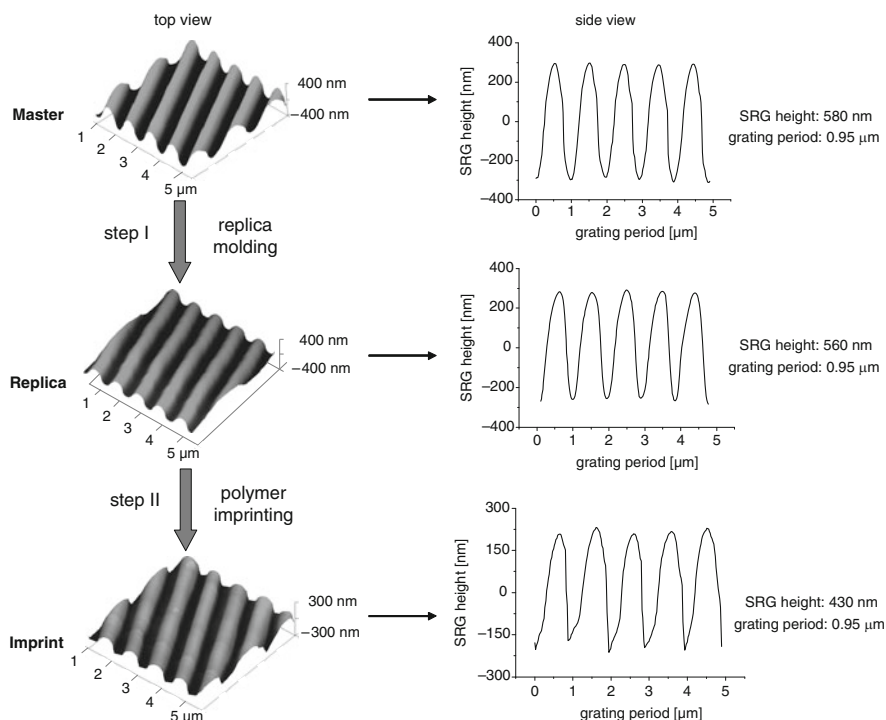 top view
side view
Master
400 nm
−400 nm
1
2
3
4
5 µm
SRG height [nm]
400
300
200
0
−200
−300
−400
0 1 2 3 4 5
grating period [µm]
SRG height: 580 nm
grating period: 0.95 µm
step I
replica
molding
Replica
400 nm
−400 nm
1
2
3
4
5 µm
SRG height [nm]
400
200
0
−200
−400
0 1 2 3 4 5
grating period [µm]
SRG height: 560 nm
grating period: 0.95 µm
step II
polymer
imprinting
Imprint
300 nm
−300 nm
1
2
3
4
5 µm
SRG height [nm]
300
150
0
−150
−300
0 1 2 3 4 5
grating period [µm]
SRG height: 430 nm
grating period: 0.95 µm